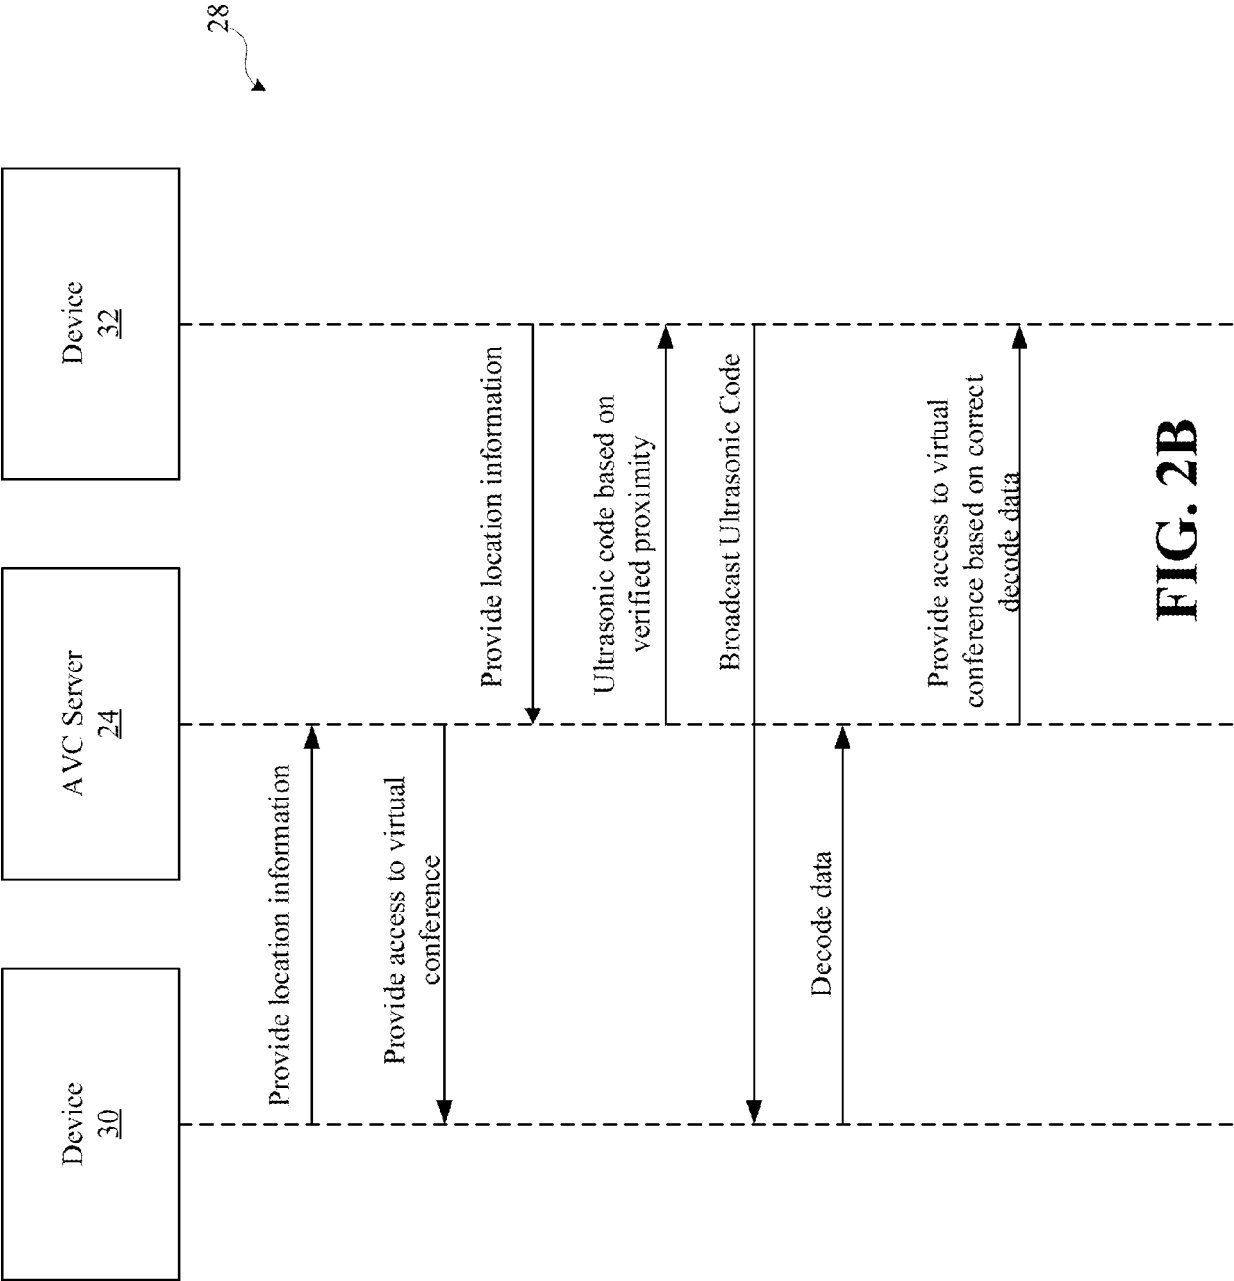 28
Device
30
AVC Server
24
Device
32
Provide location information
Provide access to virtual
conference
Provide location information
Ultrasonic code based on
verified proximity
Broadcast Ultrasonic Code
Decode data
Provide access to virtual
conference based on correct
decode data
FIG. 2B